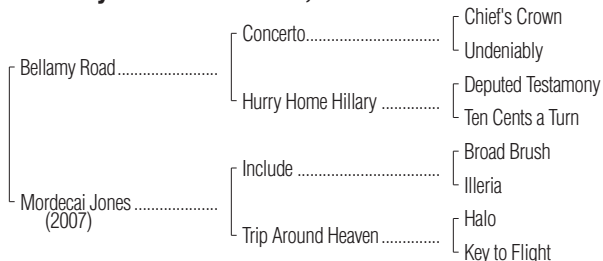 Chief's Crown
Concerto
Undeniably
Bellamy Road
Deputed Testamony
Hurry Home Hillary
Ten Cents a Turn
Broad Brush
Include
Illeria
Mordecai Jones
(2007)
Halo
Trip Around Heaven
Key to Flight